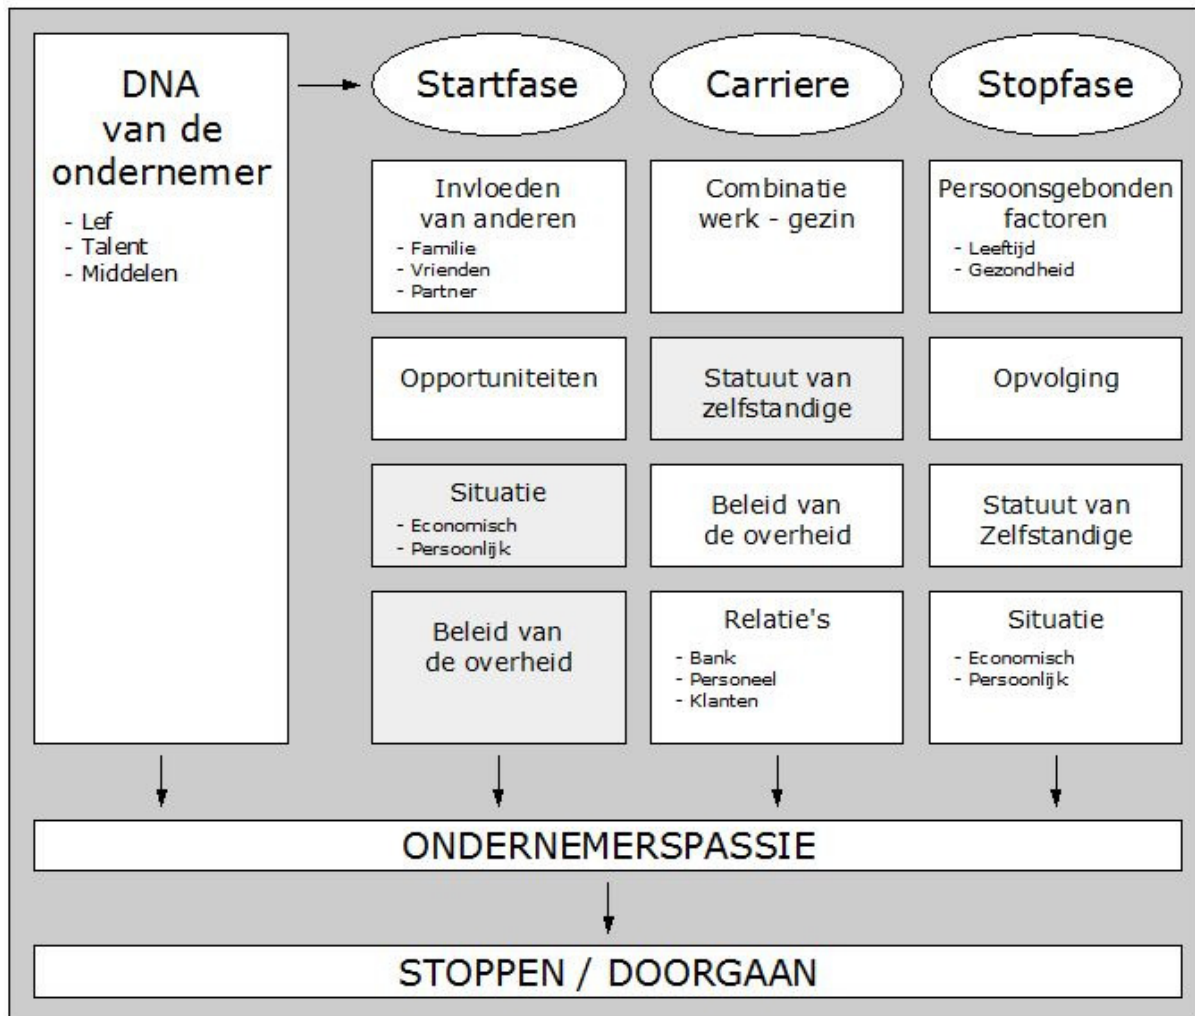 DNA
van de
ondernemer
- Lef
- Talent
- Middelen
Startfase
Invloeden
van anderen
- Familie
- Vrienden
- Partner
Opportuniteiten
Situatie
- Economisch
- Persoonlijk
Beleid van
de overheid
Carriere
Combinatie
werk - gezin
Statuut van
zelfstandige
Beleid van
de overheid
Relatie's
- Bank
- Personeel
- Klanten
Stopfase
Persoonsgebonden
factoren
- Leeftijd
- Gezondheid
Opvolging
Statuut van
Zelfstandige
Situatie
- Economisch
- Persoonlijk
ONDERNEMERSPASSIE
STOPPEN / DOORGAAN